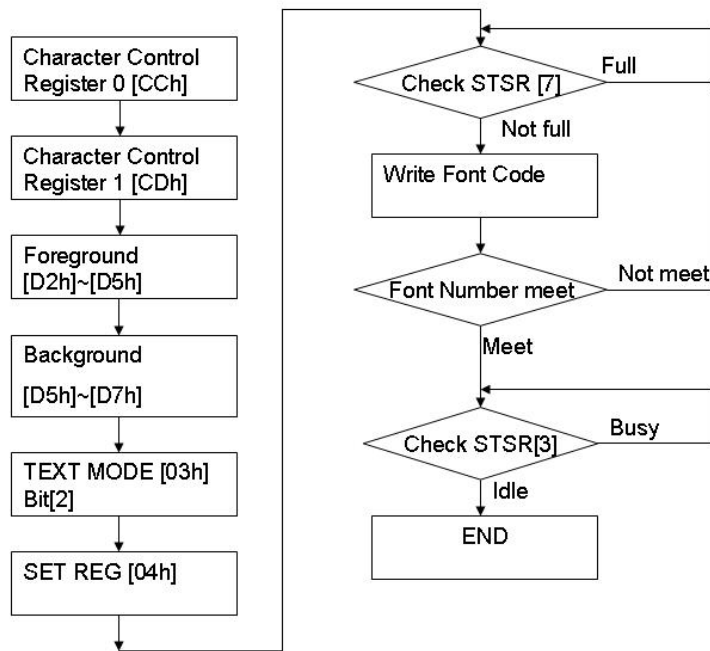 Character Control
Register 0 [CCh]
Character Control
Register 1 [CDh]
Foreground
[D2h]~[D5h]
Background
[D5h]~[D7h]
TEXT MODE [03h]
Bit[2]
SET REG [04h]
Check STSR [7]
Full
Not full
Write Font Code
Font Number meet
Not meet
Meet
Check STSR[3]
Busy
Idle
END